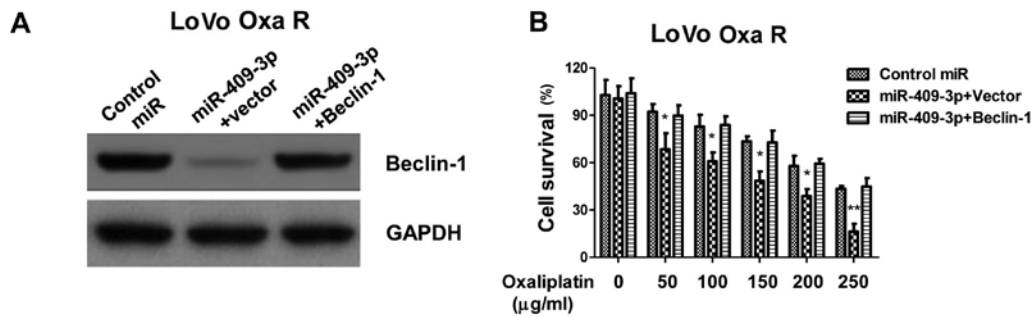 A
LoVo Oxa R
Control
miR
miR-409-3p
+vector
miR-409-3p
+Beclin-1
Beclin-1
GAPDH
B
LoVo Oxa R
Cell survival (%)
120
90
60
30
0
* * * * **
Control miR
miR-409-3p+Vector
miR-409-3p+Beclin-1
Oxaliplatin 0 50 100 150 200 250
(μg/ml)